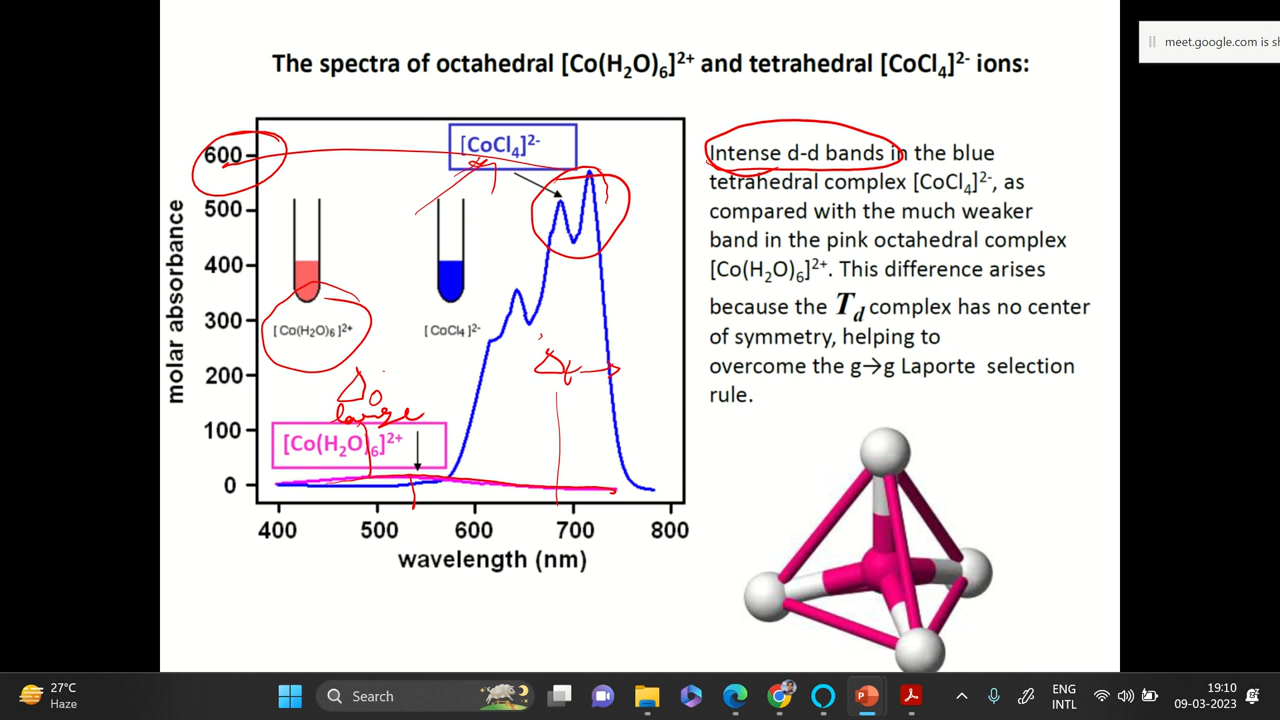 meet.google.com is sh
The spectra of octahedral [Co(H₂O)₆]²⁺ and tetrahedral [CoCl₄]²⁻ ions:
molar absorbance
600
500
400
300
200
100
0
[CoCl₄]²⁻
[Co(H₂O)₆]²⁺
[CoCl₄]²⁻
Δo
large
Δt
[Co(H₂O)₆]²⁺
400 500 600 700 800
wavelength (nm)
Intense d-d bands in the blue
tetrahedral complex [CoCl₄]²⁻, as
compared with the much weaker
band in the pink octahedral complex
[Co(H₂O)₆]²⁺. This difference arises
because the T_d complex has no center
of symmetry, helping to
overcome the g→g Laporte selection
rule.
27°C
Haze
Search
ENG
INTL
19:10
09-03-2023